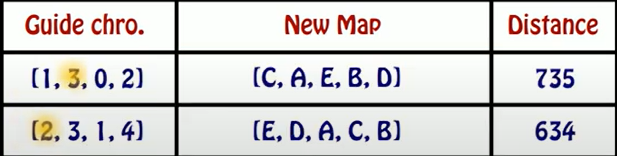 Guide chro. New Map Distance
[1, 3, 0, 2] [C, A, E, B, D] 735
[2, 3, 1, 4] [E, D, A, C, B] 634